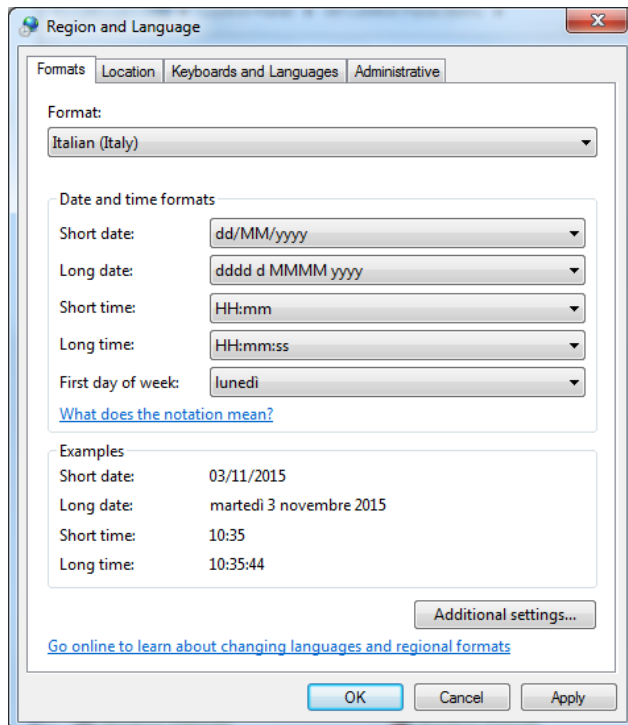 Region and Language
Formats Location Keyboards and Languages Administrative
Format:
Italian (Italy)
Date and time formats
Short date: dd/MM/yyyy
Long date: dddd d MMMM yyyy
Short time: HH:mm
Long time: HH:mm:ss
First day of week: lunedì
What does the notation mean?
Examples
Short date: 03/11/2015
Long date: martedì 3 novembre 2015
Short time: 10:35
Long time: 10:35:44
Additional settings...
Go online to learn about changing languages and regional formats
OK Cancel Apply